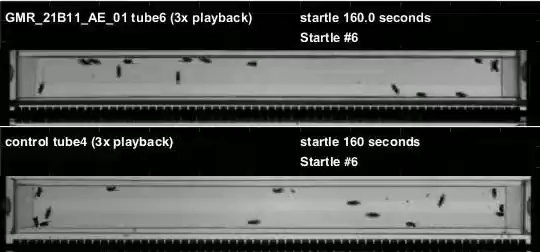 GMR_21B11_AE_01 tube6 (3x playback)
startle 160.0 seconds
Startle #6
control tube4 (3x playback)
startle 160 seconds
Startle #6